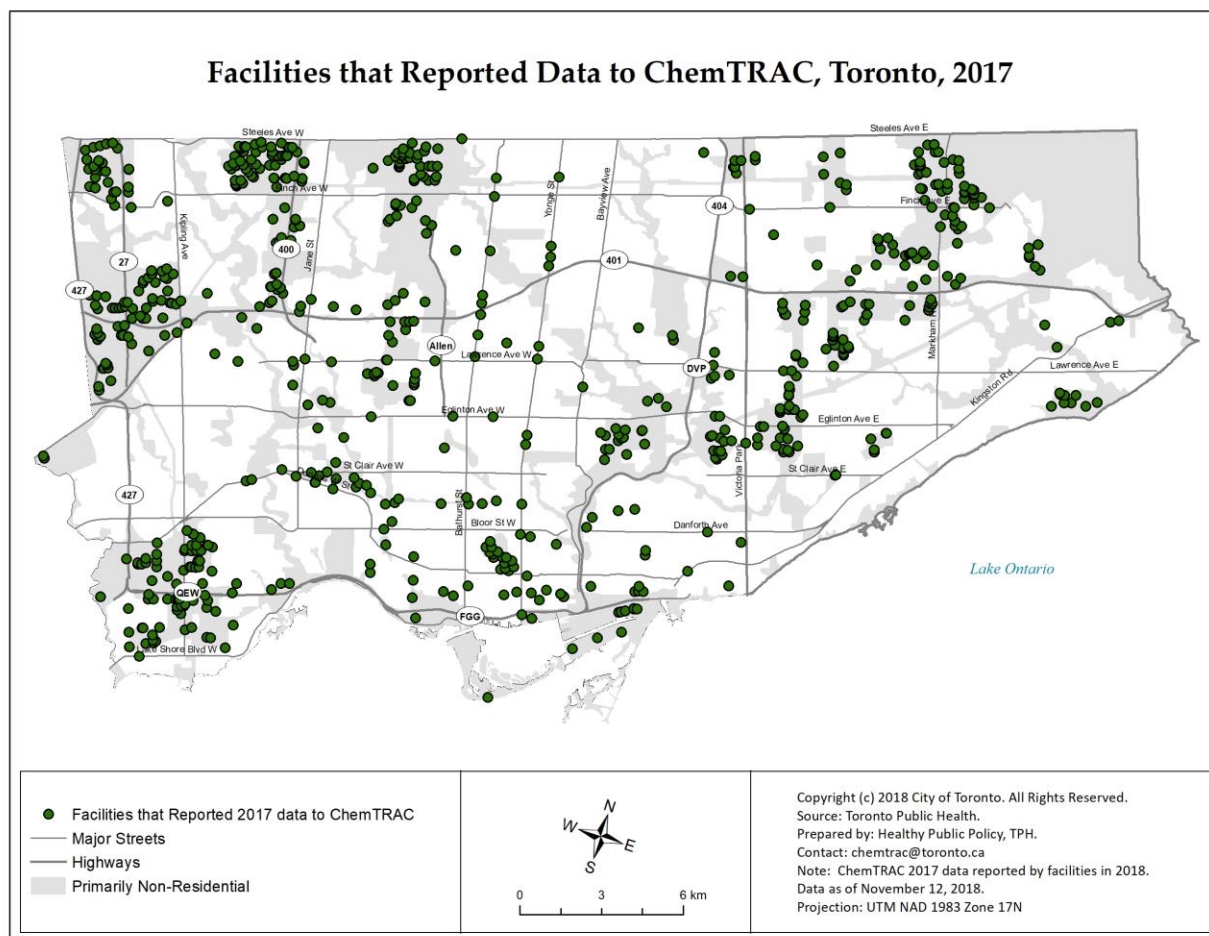 Facilities that Reported Data to ChemTRAC, Toronto, 2017
Steeles Ave W
Steeles Ave E
Finch Ave W
Finch Ave E
Kipling Ave
Jane St
Yonge St
Bayview Ave
404
27
400
401
427
Allen
Markham Rd
Lawrence Ave W
DVP
Lawrence Ave E
Kingston Rd
Eglinton Ave W
Eglinton Ave E
St Clair Ave W
St Clair Ave E
Victoria Park
427
Bathurst St
Bloor St W
Danforth Ave
Lake Ontario
QEW
FGG
Lake Shore Blvd W
Facilities that Reported 2017 data to ChemTRAC
Major Streets
Highways
Primarily Non-Residential
N
W
E
S
0 3 6 km
Copyright (c) 2018 City of Toronto. All Rights Reserved.
Source: Toronto Public Health.
Prepared by: Healthy Public Policy, TPH.
Contact: chemtrac@toronto.ca
Note: ChemTRAC 2017 data reported by facilities in 2018.
Data as of November 12, 2018.
Projection: UTM NAD 1983 Zone 17N